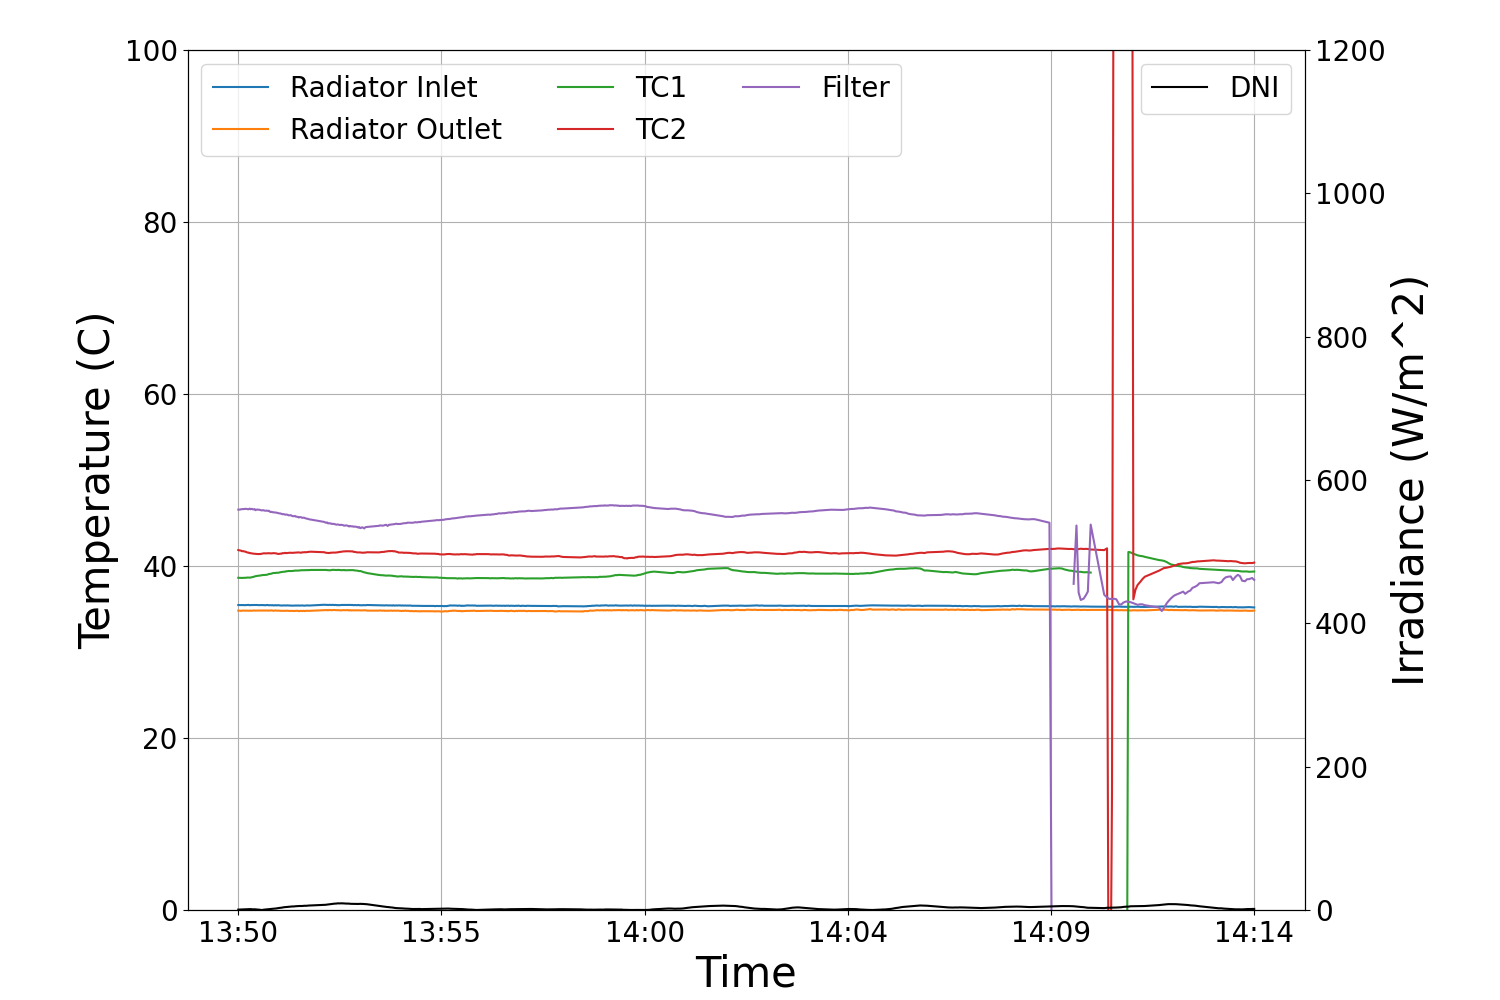 100
80
60
40
20
0
Temperature (C)
Radiator Inlet
Radiator Outlet
TC1
TC2
Filter
DNI
1200
1000
800
600
400
200
0
Irradiance (W/m^2)
13:50
13:55
14:00
14:04
14:09
14:14
Time